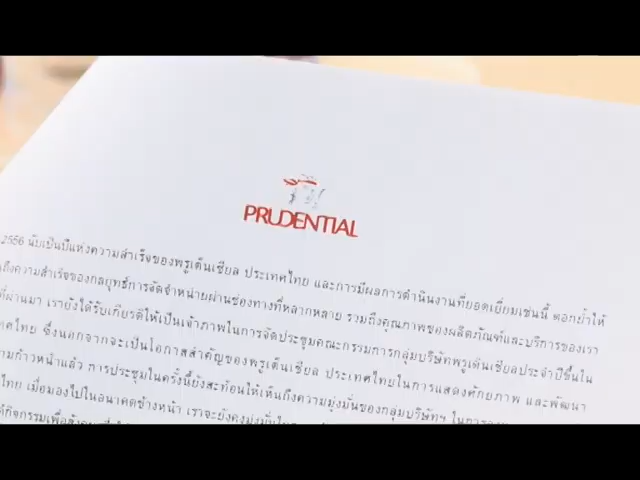 PRUDENTIAL
2556 นับเป็นปีแห่งความสำเร็จของพรูเด็นเชียล ประเทศไทย และการมีผลการดำเนินงานที่ยอดเยี่ยมเช่นนี้ ตอกย้ำให้
ถึงความสำเร็จของกลยุทธ์การจัดจำหน่ายผ่านช่องทางที่หลากหลาย รวมถึงคุณภาพของผลิตภัณฑ์และบริการของเรา
ที่ผ่านมา เรายังได้รับเกียรติให้เป็นเจ้าภาพในการจัดประชุมคณะกรรมการกลุ่มบริษัทพรูเด็นเชียลประจำปีขึ้นใน
ซึ่งนอกจากจะเป็นโอกาสสำคัญของพรูเด็นเชียล ประเทศไทยในการแสดงศักยภาพ และพัฒนา
ก้าวหน้าแล้ว การประชุมในครั้งนี้ยังสะท้อนให้เห็นถึงความมุ่งมั่นของกลุ่มบริษัทฯ ในการ
ไทย เมื่อมองไปในอนาคตข้างหน้า เราจะยังคงมุ่งมั่น
กิจกรรมเพื่อสังคม